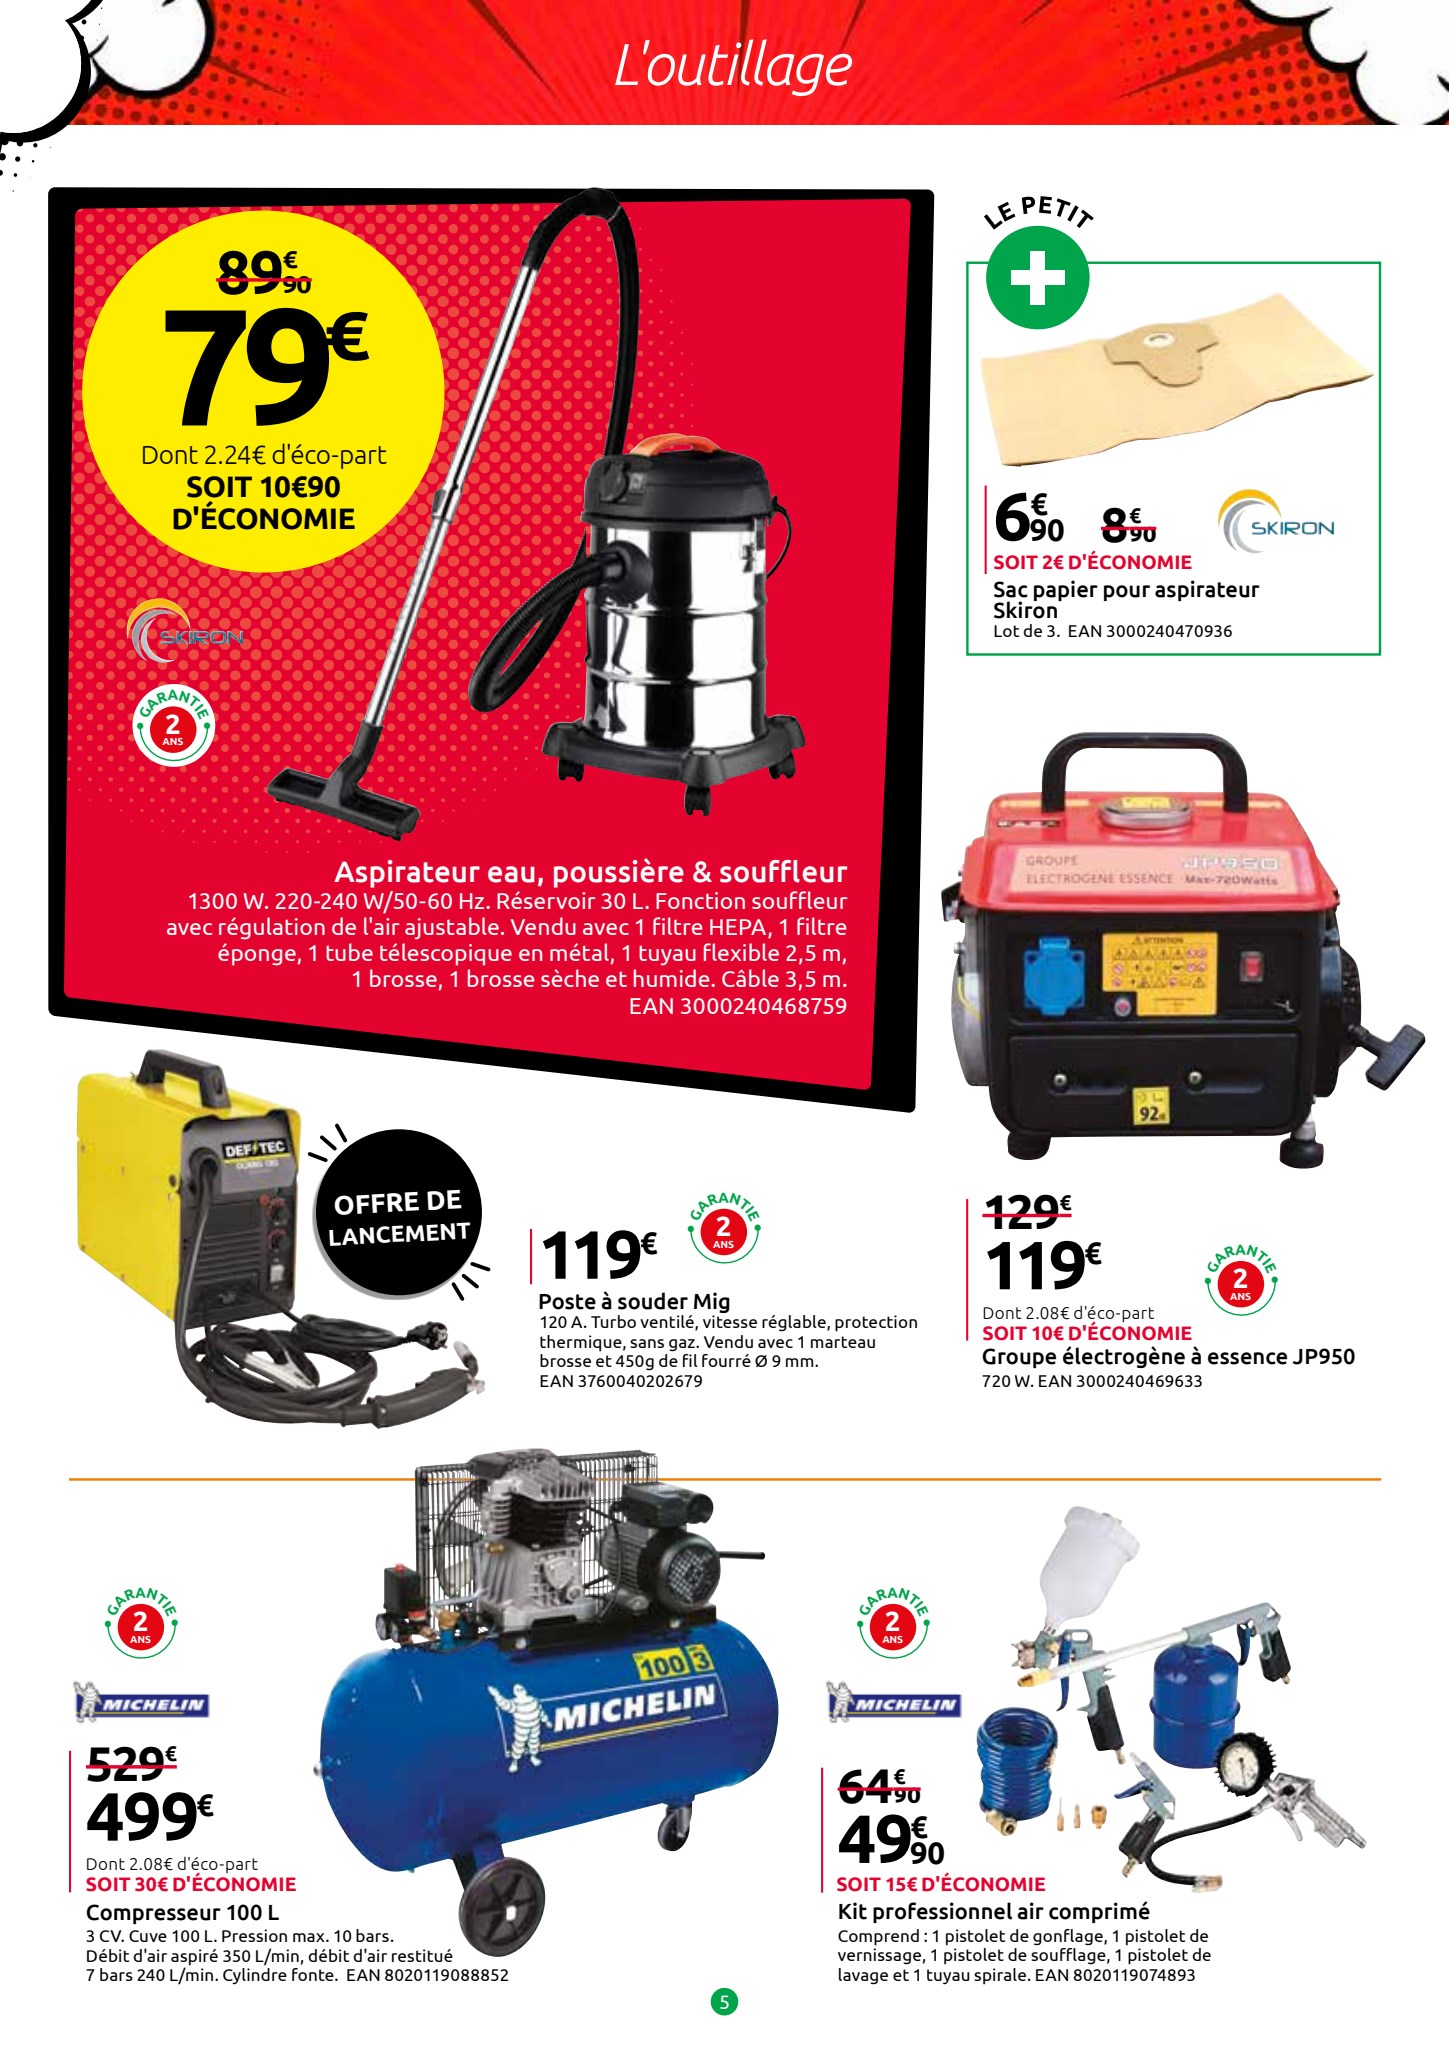 L'outillage
89€90
79€
Dont 2.24€ d'éco-part
SOIT 10€90
D'ÉCONOMIE
SKIRON
GARANTIE
2
ANS
Aspirateur eau, poussière & souffleur
1300 W. 220-240 W/50-60 Hz. Réservoir 30 L. Fonction souffleur
avec régulation de l'air ajustable. Vendu avec 1 filtre HEPA, 1 filtre
éponge, 1 tube télescopique en métal, 1 tuyau flexible 2,5 m,
1 brosse, 1 brosse sèche et humide. Câble 3,5 m.
EAN 3000240468759
LE PETIT
6€90 8€90
SKIRON
SOIT 2€ D'ÉCONOMIE
Sac papier pour aspirateur
Skiron
Lot de 3. EAN 3000240470936
GROUPE
ELECTROGENE ESSENCE
JP950
Max-720Watts
ATTENTION
92
129€
119€
GARANTIE
2
ANS
Dont 2.08€ d'éco-part
SOIT 10€ D'ÉCONOMIE
Groupe électrogène à essence JP950
720 W. EAN 3000240469633
DEFITEC
OFFRE DE
LANCEMENT
119€
GARANTIE
2
ANS
Poste à souder Mig
120 A. Turbo ventilé, vitesse réglable, protection
thermique, sans gaz. Vendu avec 1 marteau
brosse et 450g de fil fourré Ø 9 mm.
EAN 3760040202679
GARANTIE
2
ANS
MICHELIN
100 3
MICHELIN
529€
499€
Dont 2.08€ d'éco-part
SOIT 30€ D'ÉCONOMIE
Compresseur 100 L
3 CV. Cuve 100 L. Pression max. 10 bars.
Débit d'air aspiré 350 L/min, débit d'air restitué
7 bars 240 L/min. Cylindre fonte. EAN 8020119088852
GARANTIE
2
ANS
MICHELIN
64€90
49€90
SOIT 15€ D'ÉCONOMIE
Kit professionnel air comprimé
Comprend : 1 pistolet de gonflage, 1 pistolet de
vernissage, 1 pistolet de soufflage, 1 pistolet de
lavage et 1 tuyau spirale. EAN 8020119074893
5